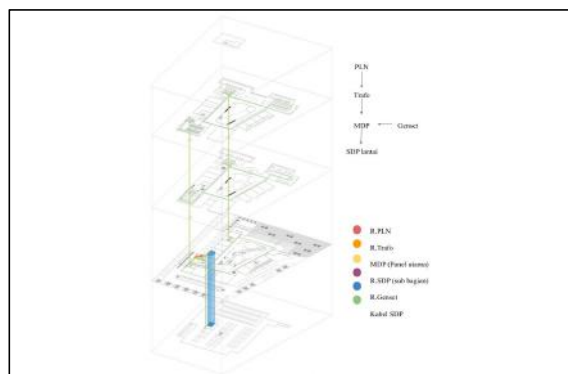 PLN
Trafo
MDP
Genset
SDP lantai
R.PLN
R.Trafo
MDP (Panel utama)
R.SDP (sub bagian)
R.Genset
Kabel SDP